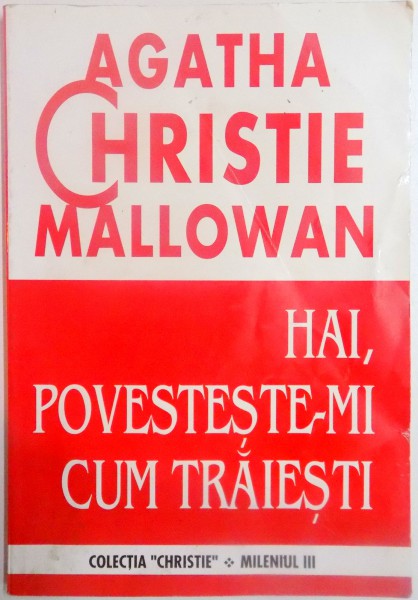 AGATHA
CHRISTIE
MALLOWAN
HAI,
POVESTEȘTE-MI
CUM TRĂIEȘTI
COLECȚIA "CHRISTIE" ❖ MILENIUL III